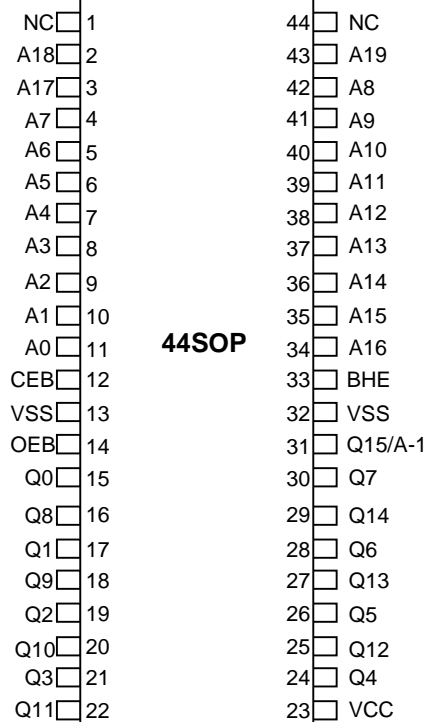 NC 1 44 NC
A18 2 43 A19
A17 3 42 A8
A7 4 41 A9
A6 5 40 A10
A5 6 39 A11
A4 7 38 A12
A3 8 37 A13
A2 9 36 A14
A1 10 35 A15
A0 11 44SOP 34 A16
CEB 12 33 BHE
VSS 13 32 VSS
OEB 14 31 Q15/A-1
Q0 15 30 Q7
Q8 16 29 Q14
Q1 17 28 Q6
Q9 18 27 Q13
Q2 19 26 Q5
Q10 20 25 Q12
Q3 21 24 Q4
Q11 22 23 VCC